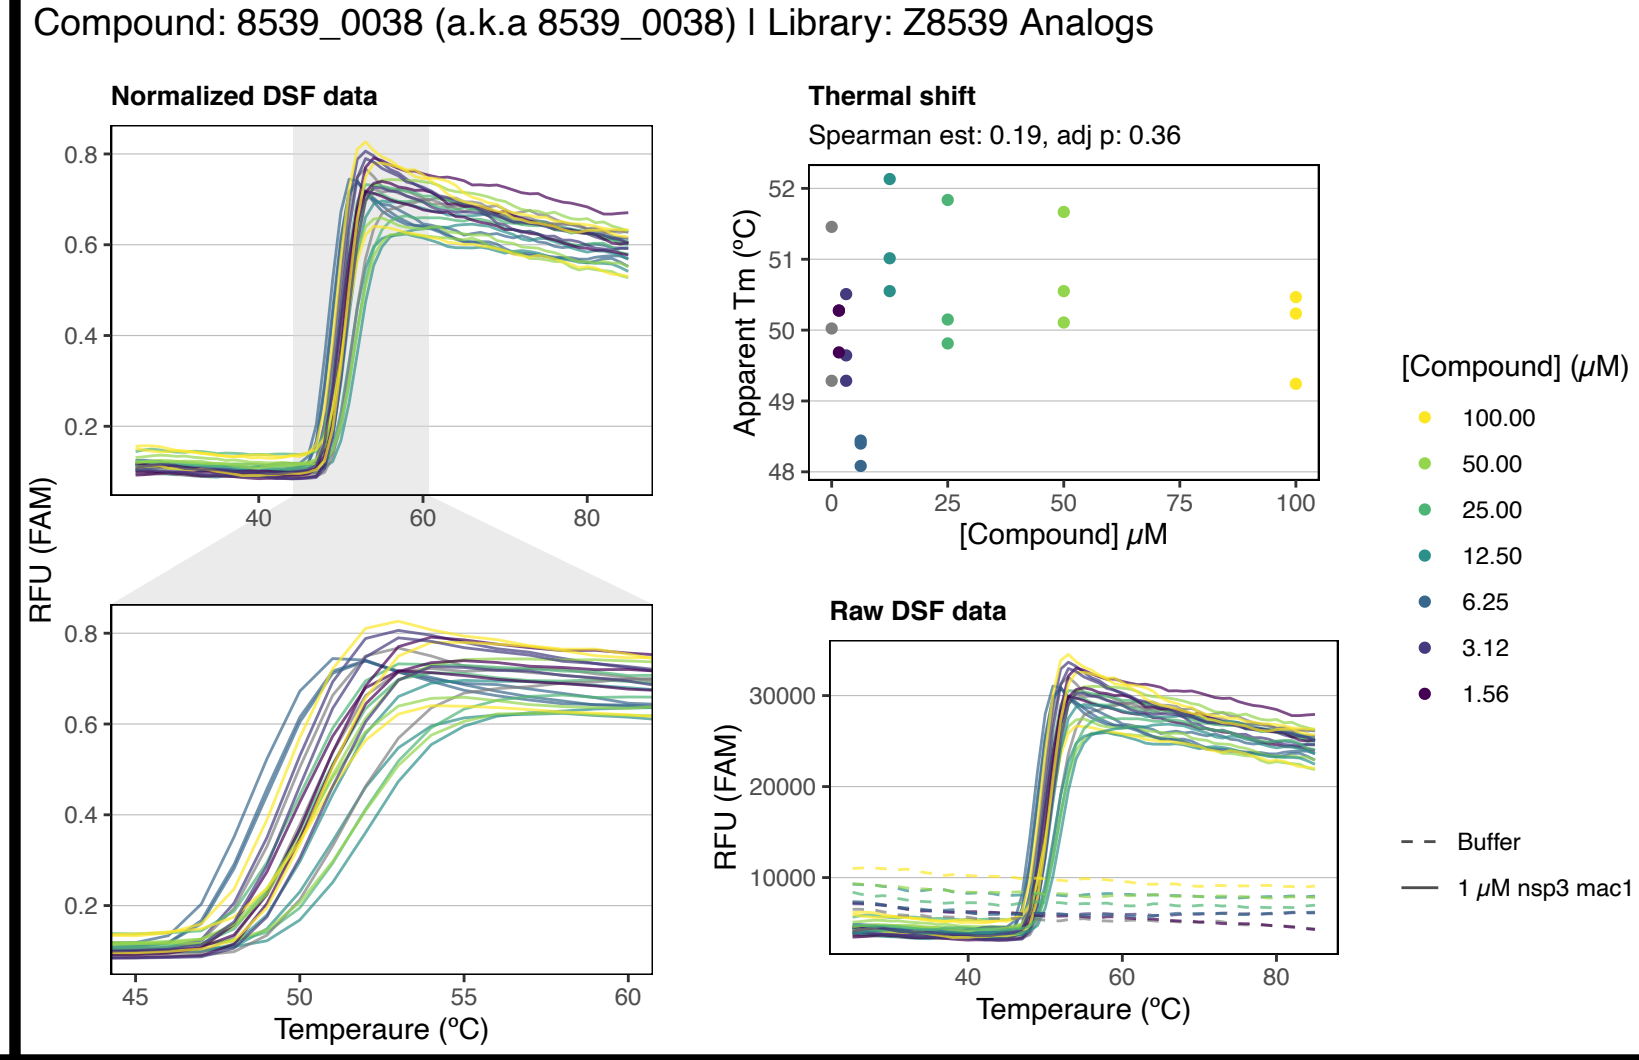 Compound: 8539_0038 (a.k.a 8539_0038) | Library: Z8539 Analogs
Normalized DSF data
0.8
0.6
0.4
0.2
40
60
80
RFU (FAM)
0.8
0.6
0.4
0.2
45
50
55
60
Temperaure (ºC)
Thermal shift
Spearman est: 0.19, adj p: 0.36
52
51
50
49
48
Apparent Tm (ºC)
0
25
50
75
100
[Compound] µM
Raw DSF data
30000
20000
10000
RFU (FAM)
40
60
80
Temperaure (ºC)
[Compound] (µM)
100.00
50.00
25.00
12.50
6.25
3.12
1.56
Buffer
1 µM nsp3 mac1